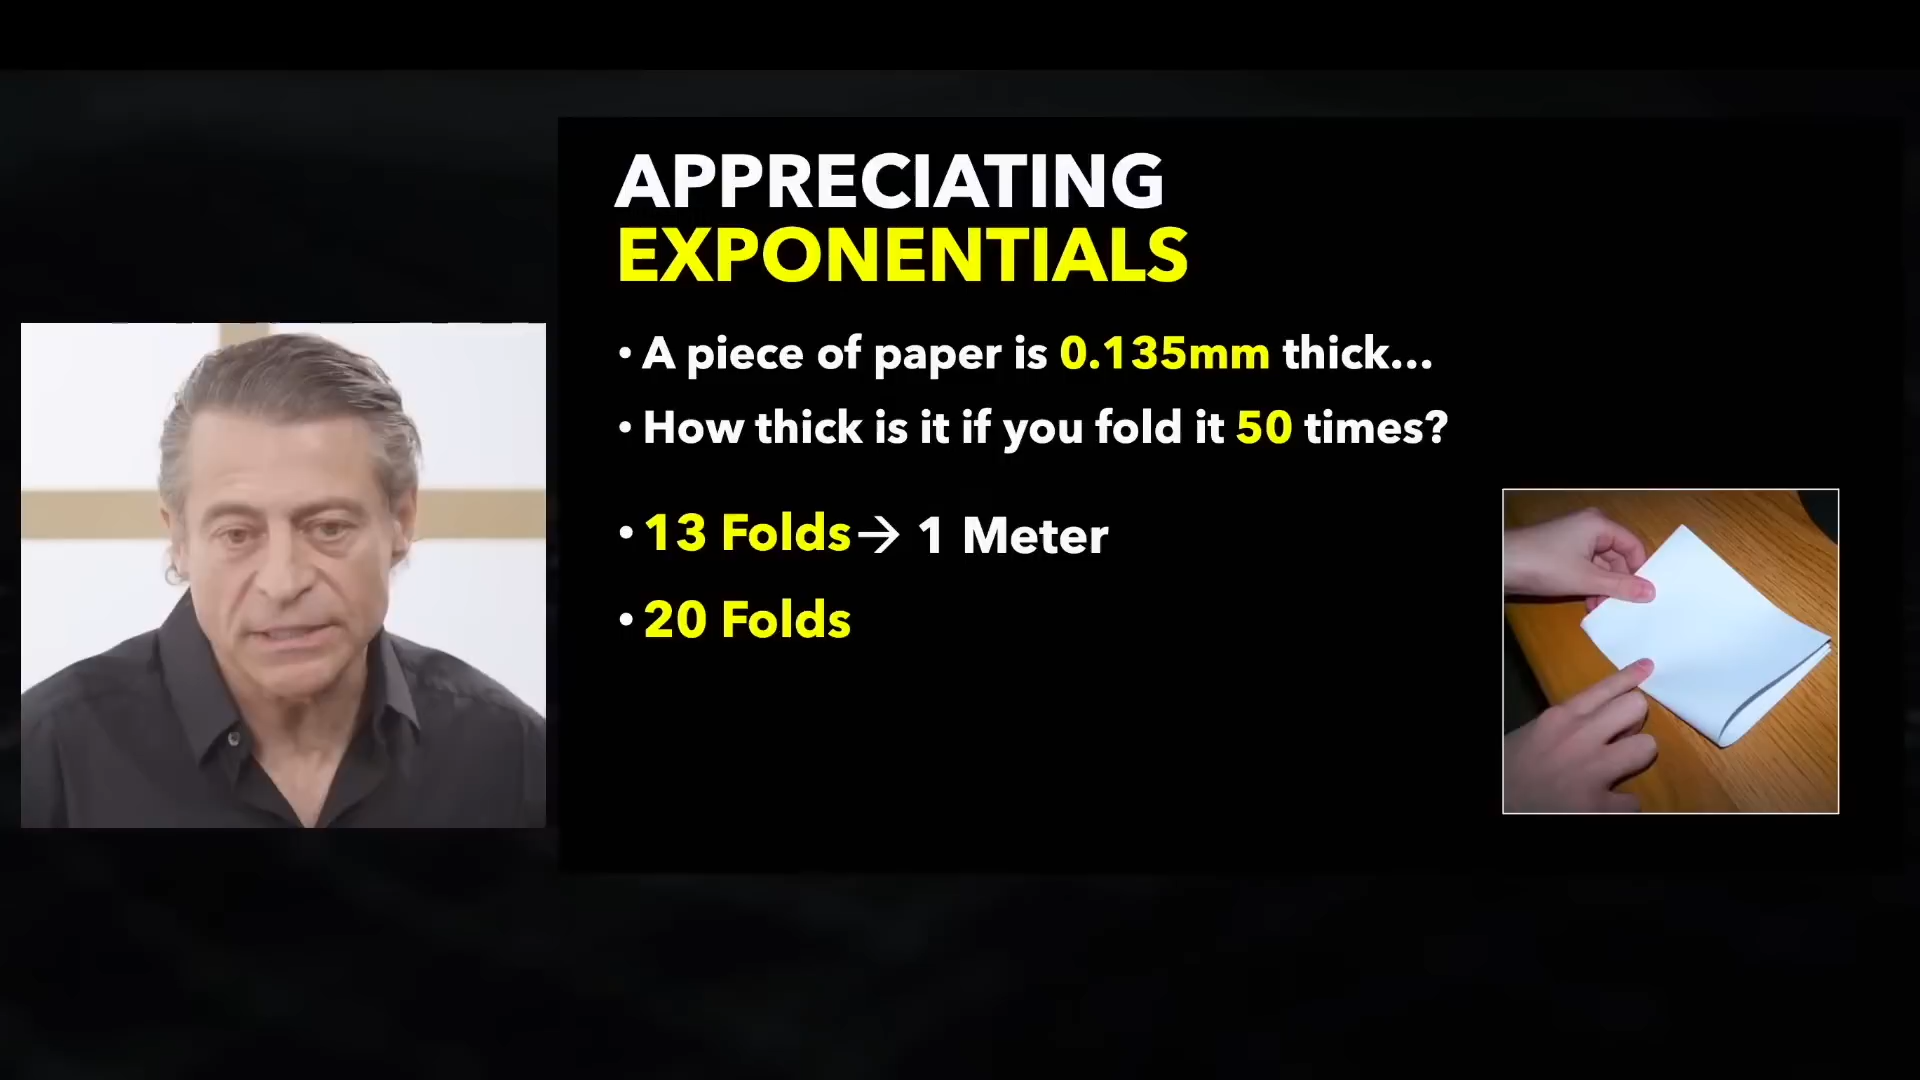 APPRECIATING
EXPONENTIALS
• A piece of paper is 0.135mm thick...
• How thick is it if you fold it 50 times?
• 13 Folds → 1 Meter
• 20 Folds